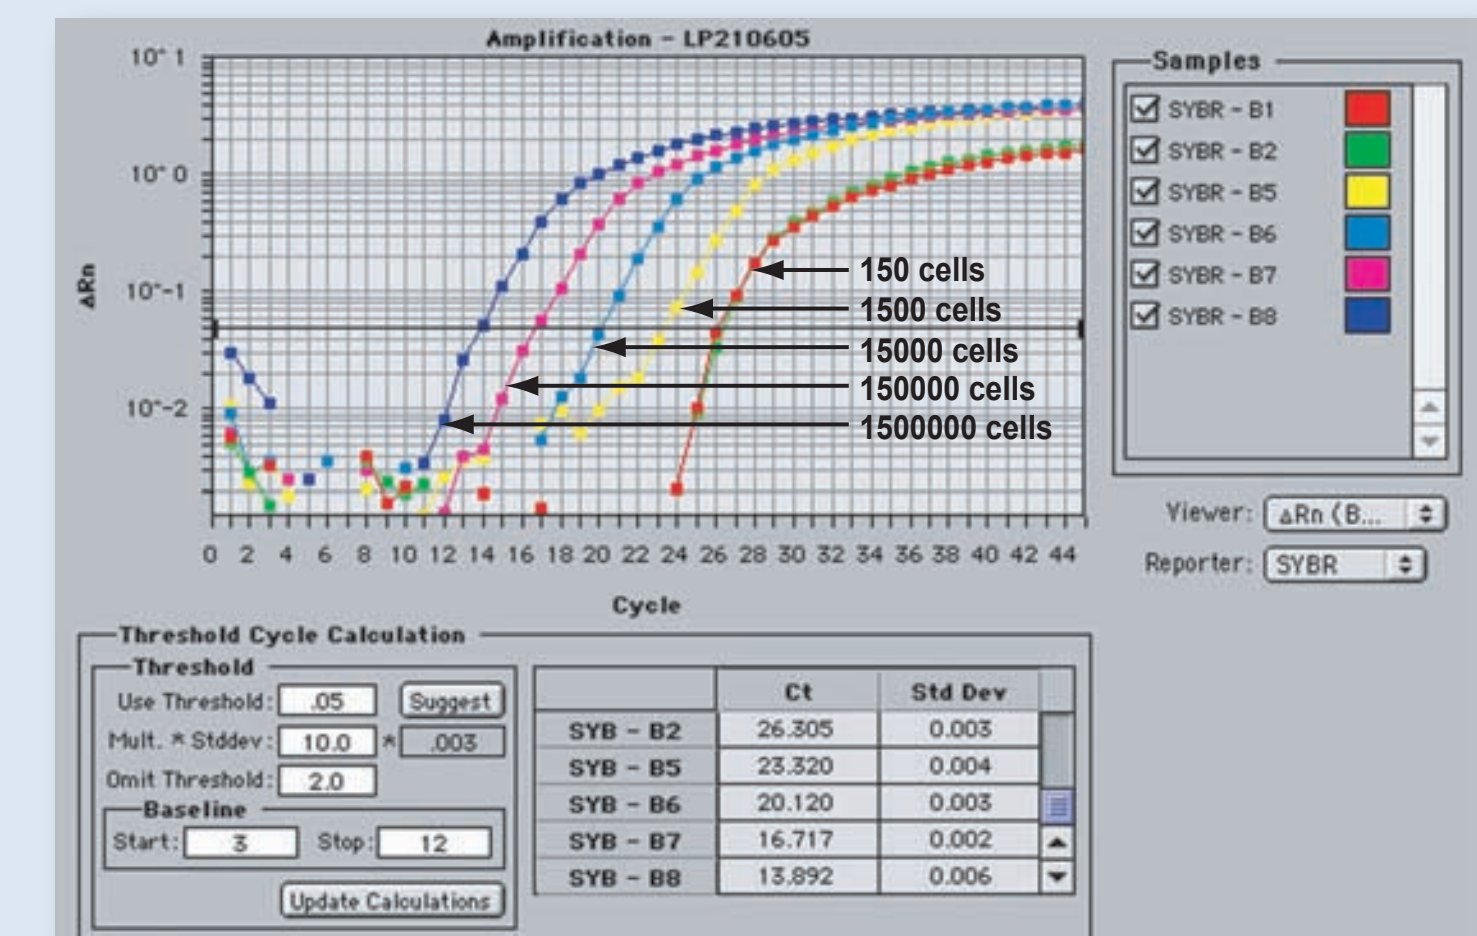 Amplification - LP210605
10^1
10^0
10^-1
10^-2
ΔRn
150 cells
1500 cells
15000 cells
150000 cells
1500000 cells
0 2 4 6 8 10 12 14 16 18 20 22 24 26 28 30 32 34 36 38 40 42 44
Cycle
Samples
SYBR - B1
SYBR - B2
SYBR - B5
SYBR - B6
SYBR - B7
SYBR - B8
Viewer: ΔRn (B...
Reporter: SYBR
Threshold Cycle Calculation
Threshold
Use Threshold: .05 Suggest
Mult. * Stddev: 10.0 * .003
Omit Threshold: 2.0
Baseline
Start: 3 Stop: 12
Update Calculations
Ct Std Dev
SYB - B2 26.305 0.003
SYB - B5 23.320 0.004
SYB - B6 20.120 0.003
SYB - B7 16.717 0.002
SYB - B8 13.892 0.006